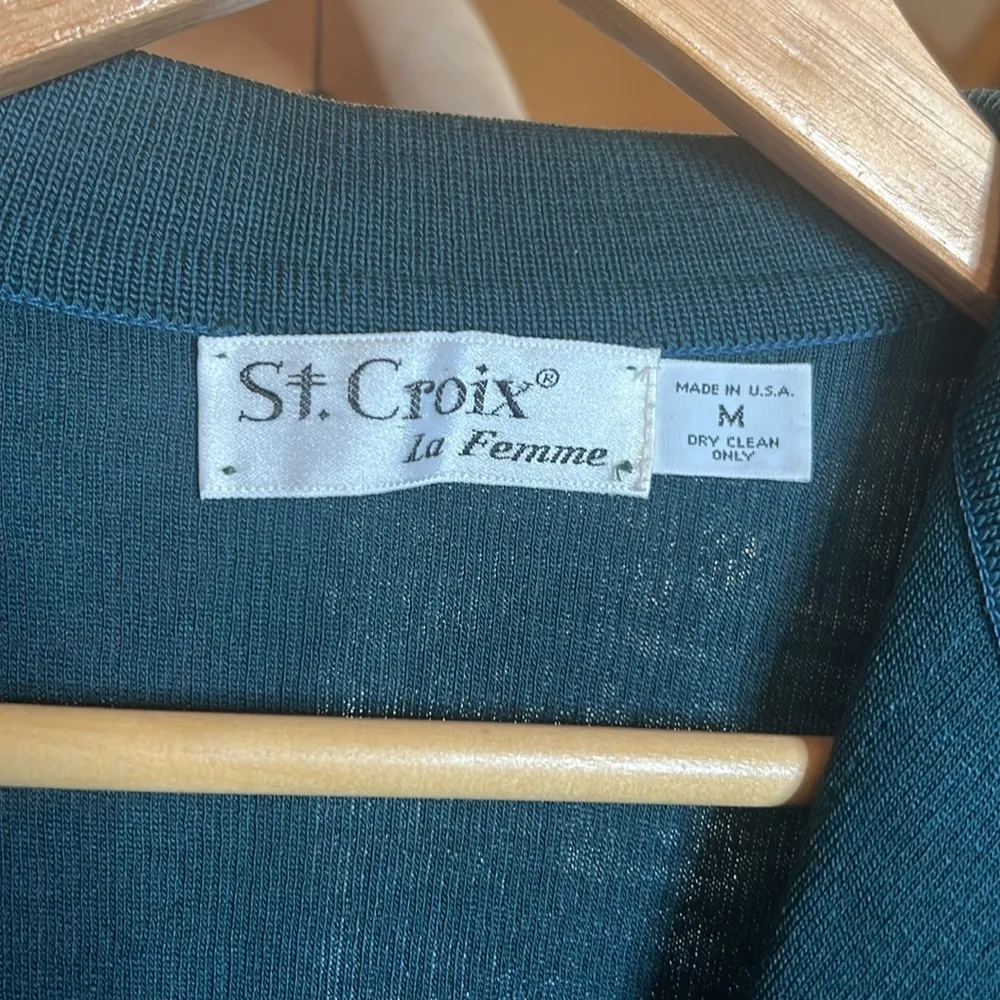 St. Croix®
La Femme
MADE IN U.S.A.
M
DRY CLEAN
ONLY